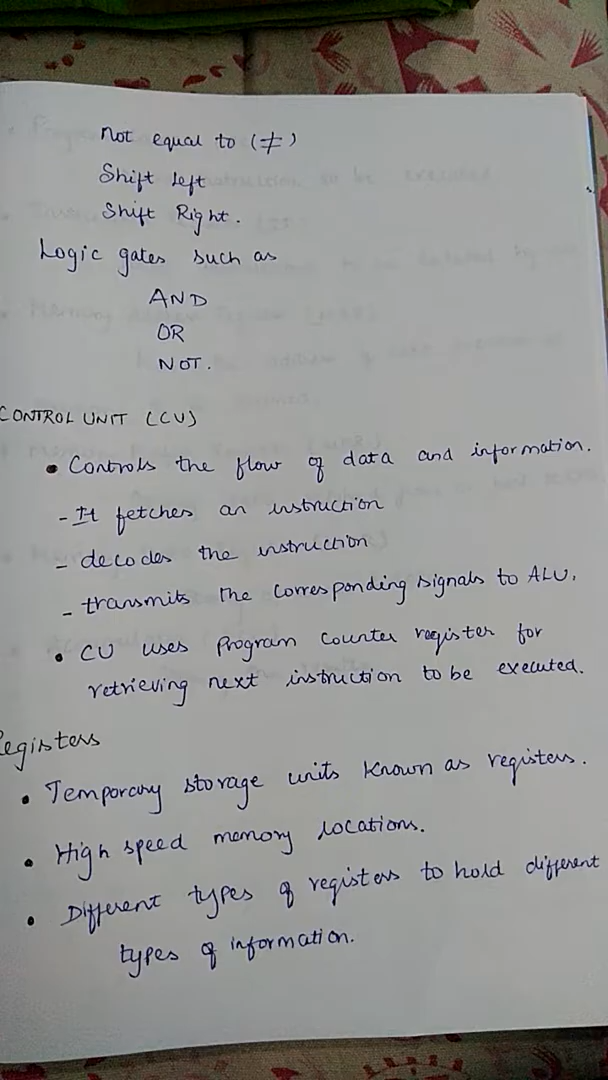 Not equal to (≠)
Shift Left
Shift Right.
Logic gates such as
AND
OR
NOT.
CONTROL UNIT (CU)
• Controls the flow of data and information.
- It fetches an instruction
- decodes the instruction
- transmits the corresponding signals to ALU.
• CU uses Program Counter register for
retrieving next instruction to be executed.
Registers
• Temporary storage units known as registers.
• High speed memory locations.
• Different types of registers to hold different
types of information.